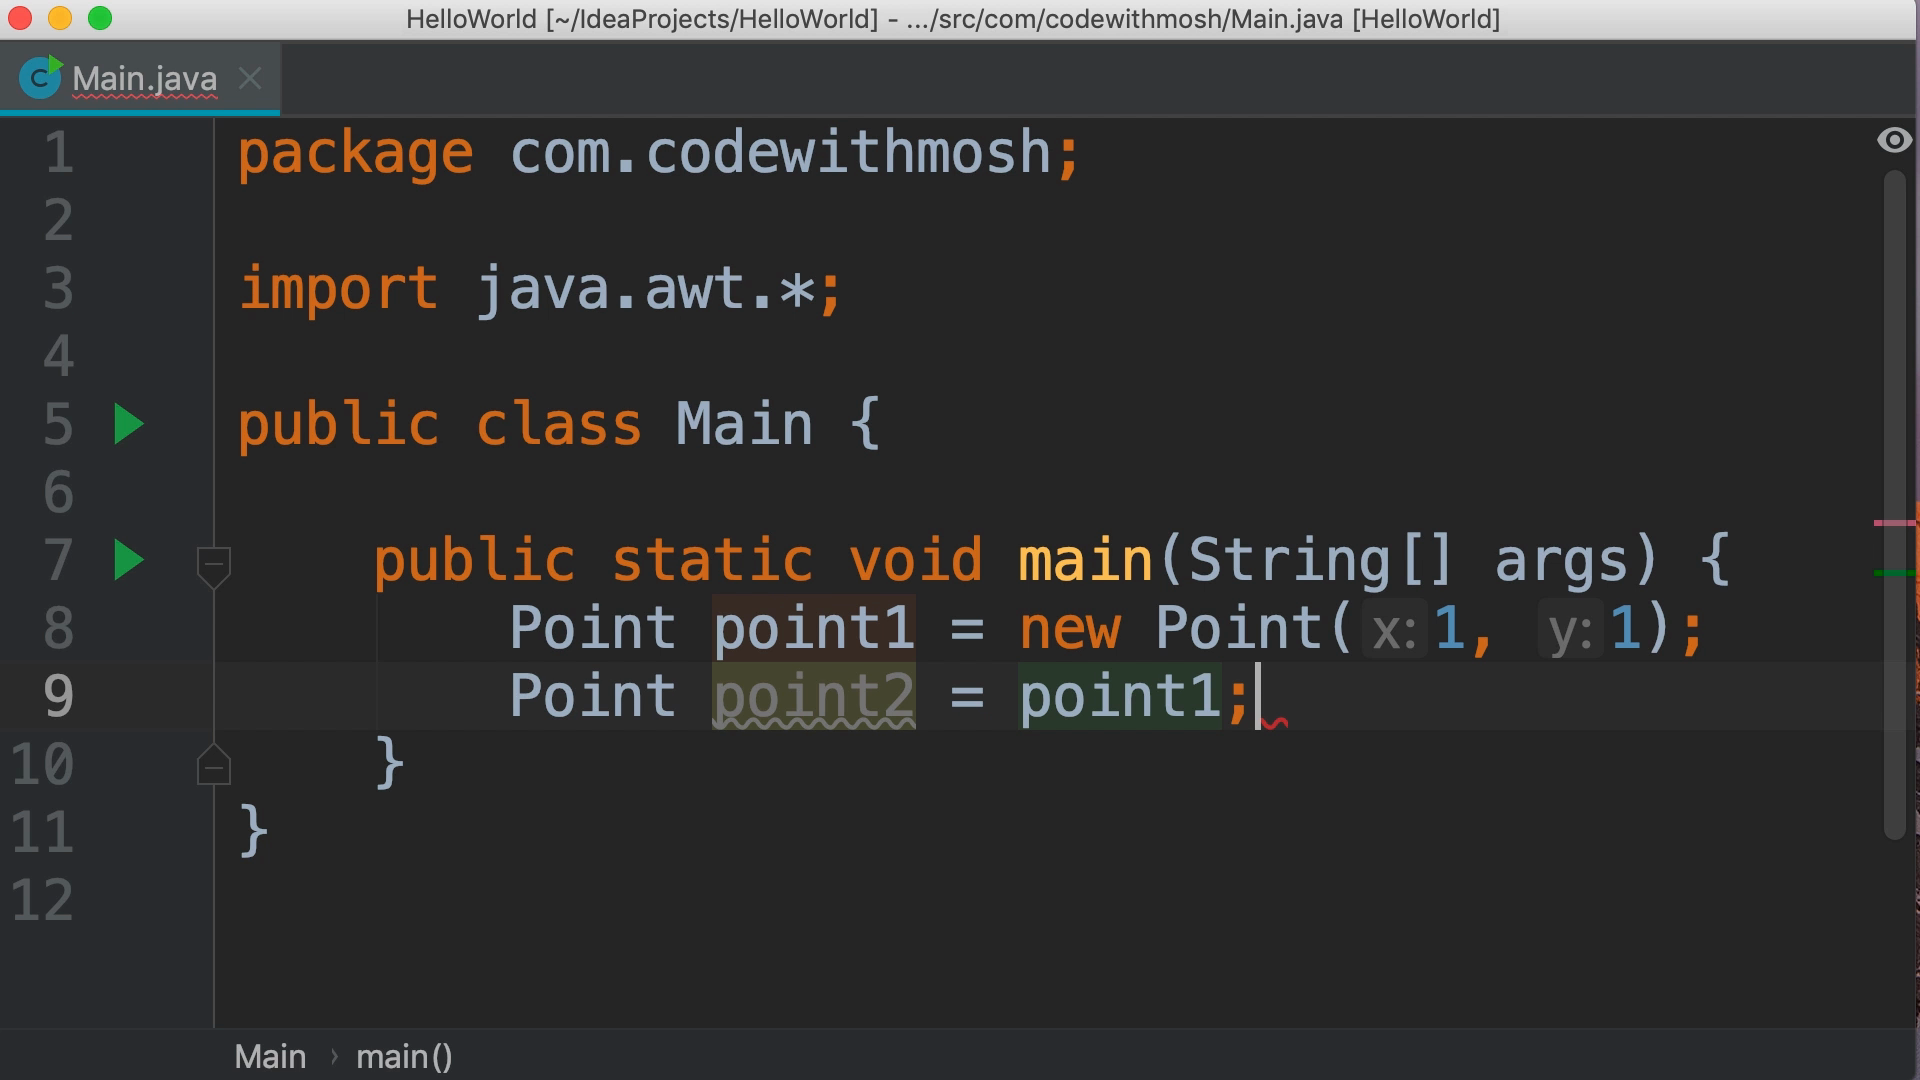 HelloWorld [~/IdeaProjects/HelloWorld] - .../src/com/codewithmosh/Main.java [HelloWorld]
C Main.java
1 package com.codewithmosh;
2
3 import java.awt.*;
4
5 public class Main {
6
7 public static void main(String[] args) {
8 Point point1 = new Point( x: 1, y: 1);
9 Point point2 = point1;
10 }
11 }
12
Main › main()